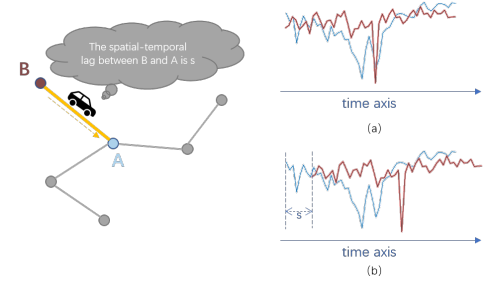 The spatial-temporal
lag between B and A is s
B
A
time axis
(a)
s
time axis
(b)